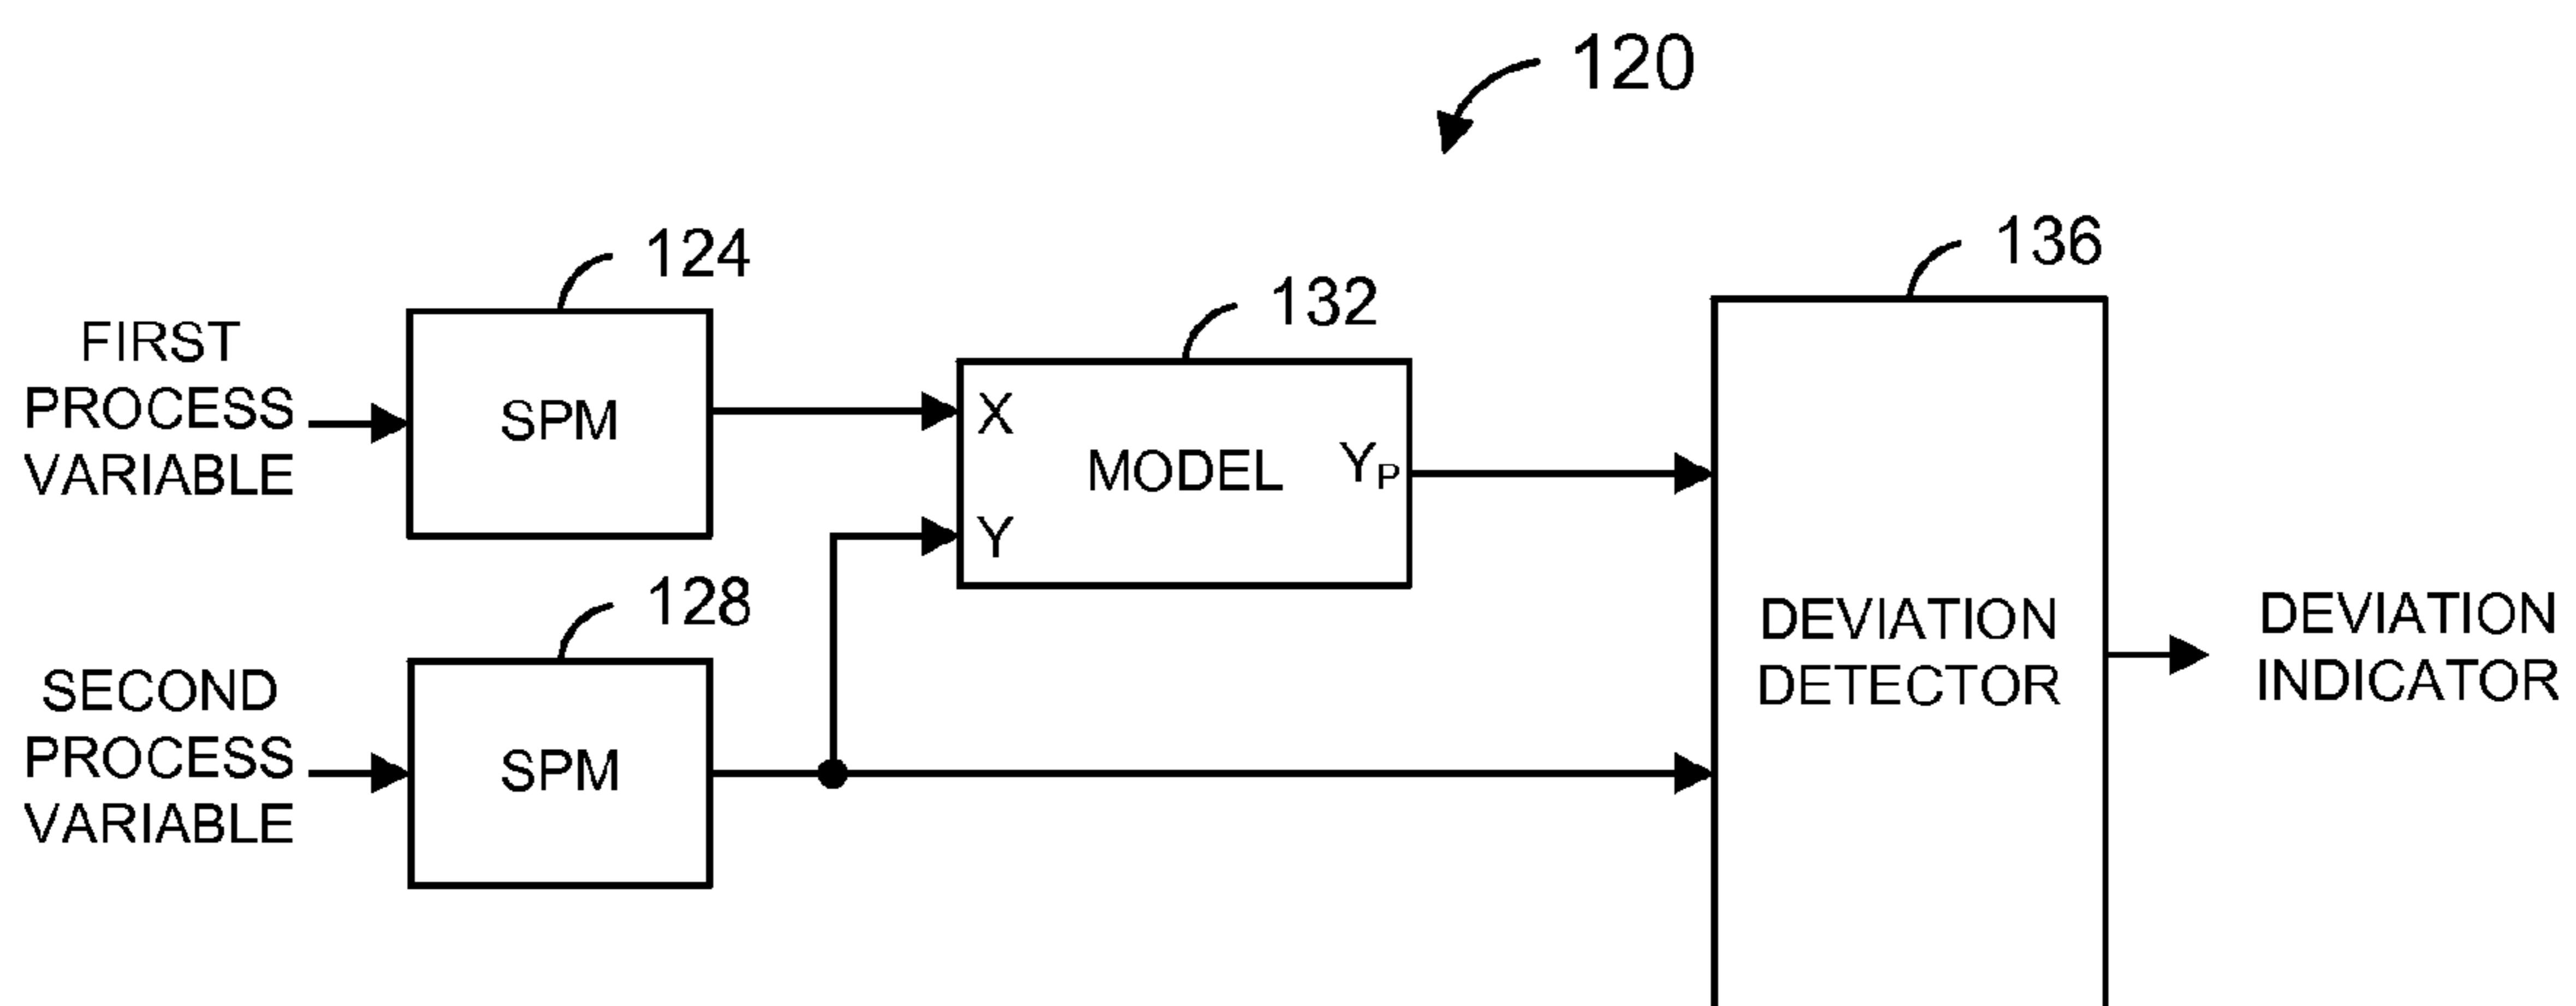 120
124
136
132
FIRST
PROCESS
VARIABLE
SPM
X
MODEL
YP
Y
128
SECOND
PROCESS
VARIABLE
SPM
DEVIATION
DETECTOR
DEVIATION
INDICATOR